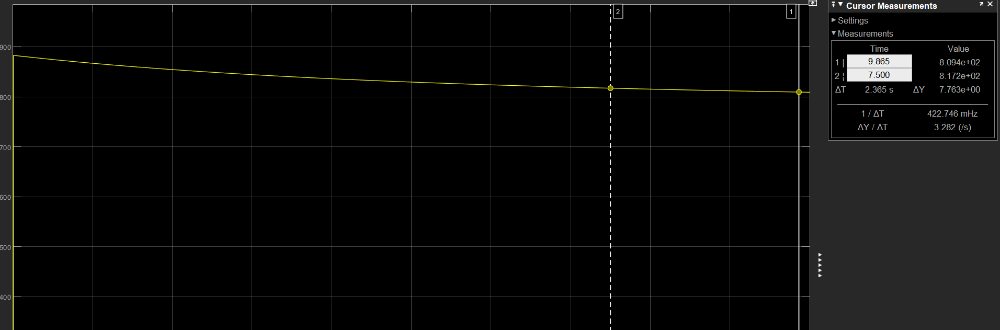 2
1
900
800
700
600
500
400
Cursor Measurements
Settings
Measurements
Time Value
1 | 9.865 8.094e+02
2 ¦ 7.500 8.172e+02
ΔT 2.365 s ΔY 7.763e+00
1 / ΔT 422.746 mHz
ΔY / ΔT 3.282 (/s)